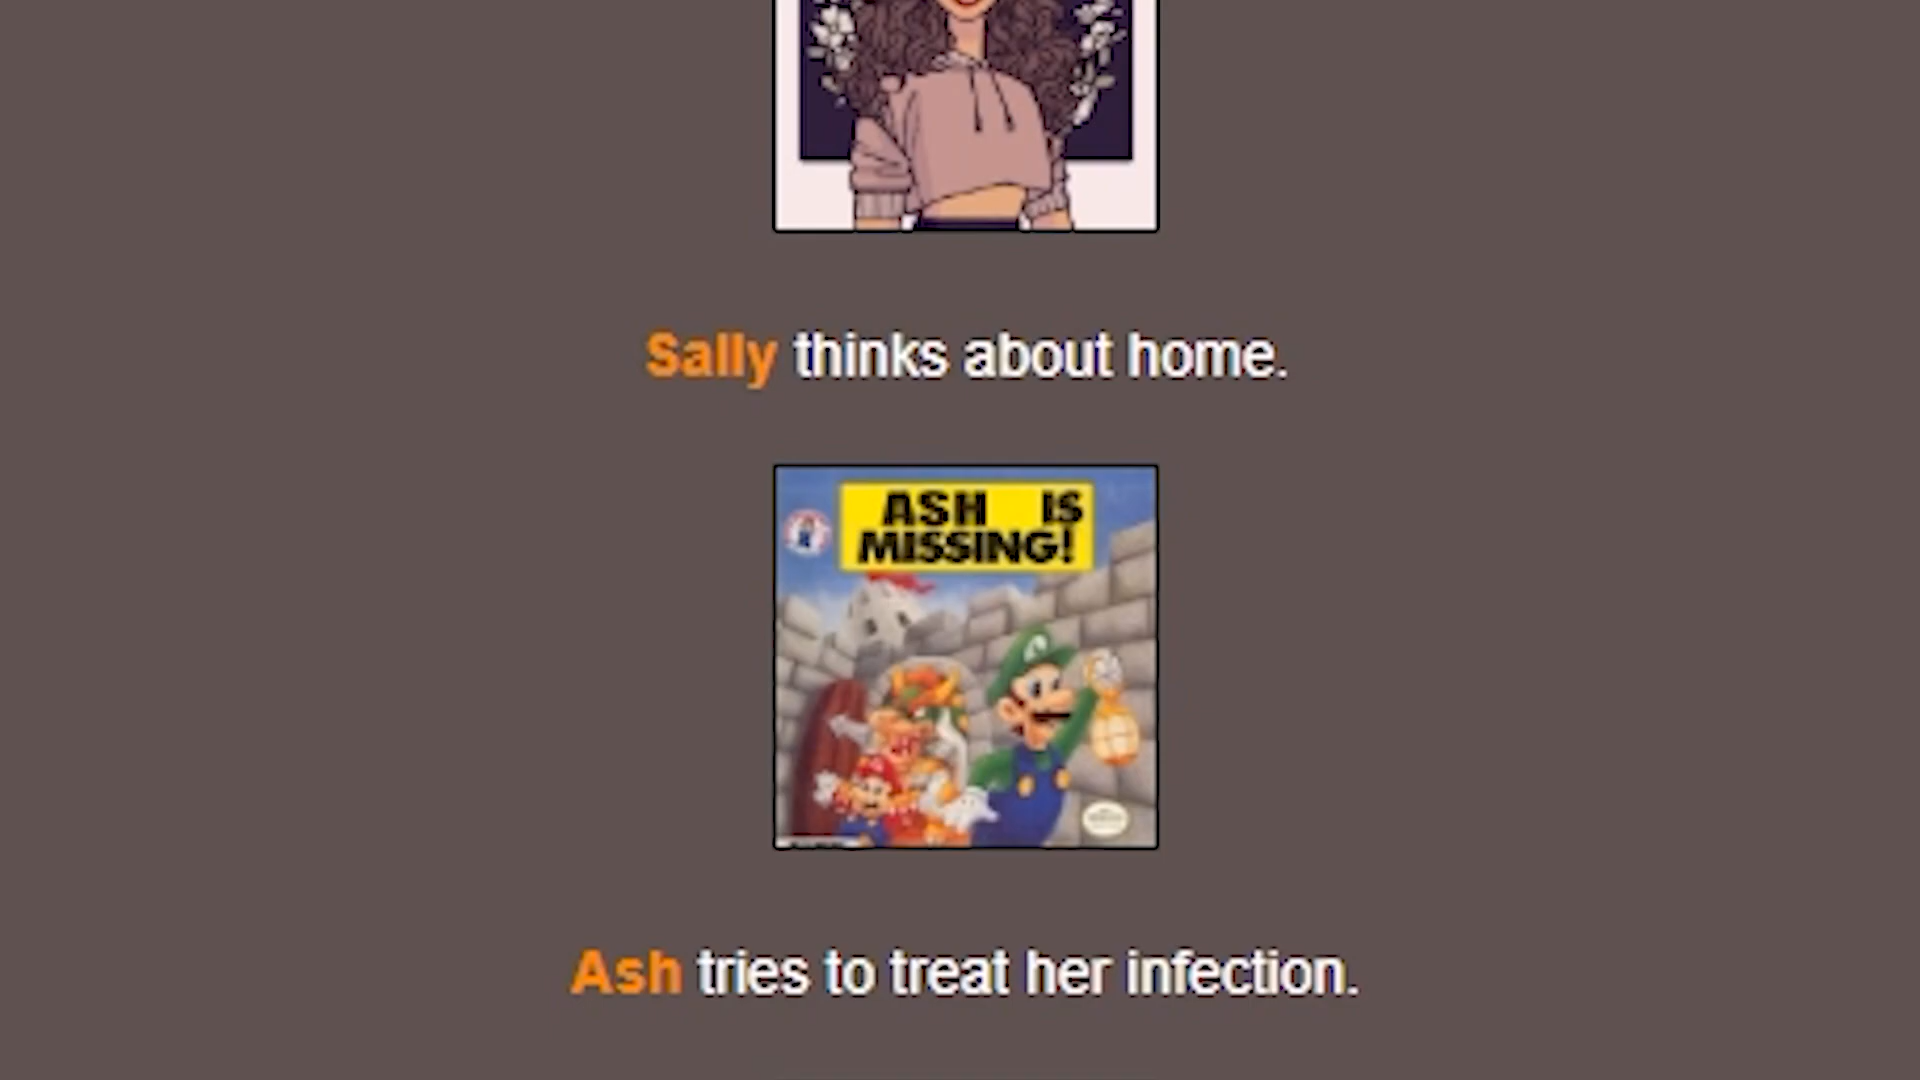 Sally thinks about home.
ASH IS
MISSING!
Ash tries to treat her infection.